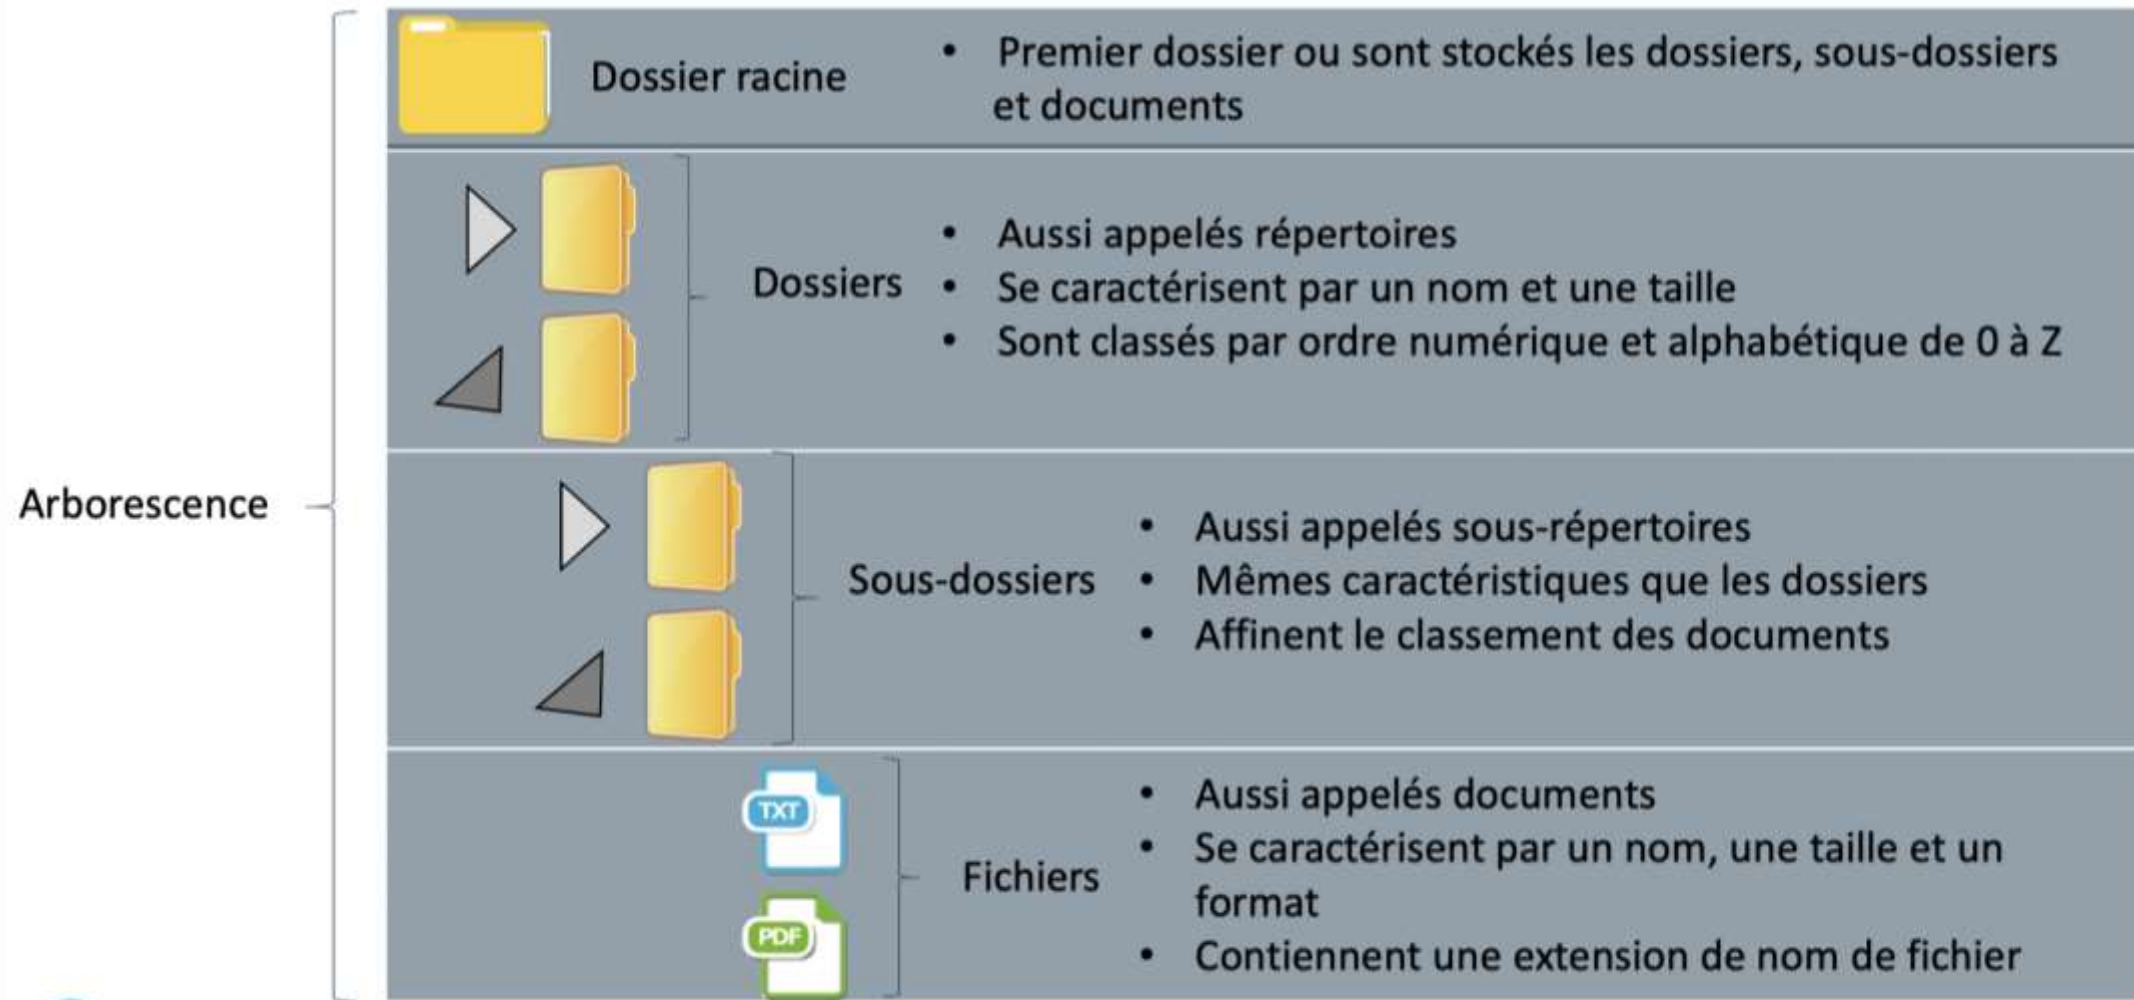 Dossier racine
• Premier dossier ou sont stockés les dossiers, sous-dossiers
et documents
Dossiers
• Aussi appelés répertoires
• Se caractérisent par un nom et une taille
• Sont classés par ordre numérique et alphabétique de 0 à Z
Arborescence
Sous-dossiers
• Aussi appelés sous-répertoires
• Mêmes caractéristiques que les dossiers
• Affinent le classement des documents
TXT
PDF
Fichiers
• Aussi appelés documents
• Se caractérisent par un nom, une taille et un
format
• Contiennent une extension de nom de fichier